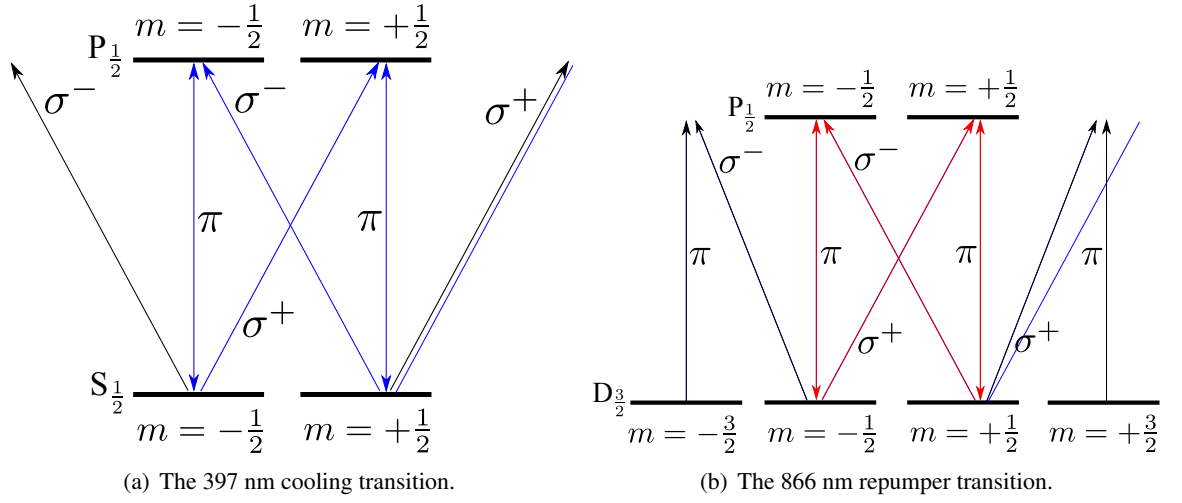 m = −1/2 m = +1/2
P1/2
σ− σ− σ+
π π
σ+
S1/2
m = −1/2 m = +1/2
(a) The 397 nm cooling transition.
m = −1/2 m = +1/2
P1/2
σ− σ−
π π π π
σ+ σ+
D3/2
m = −3/2 m = −1/2 m = +1/2 m = +3/2
(b) The 866 nm repumper transition.